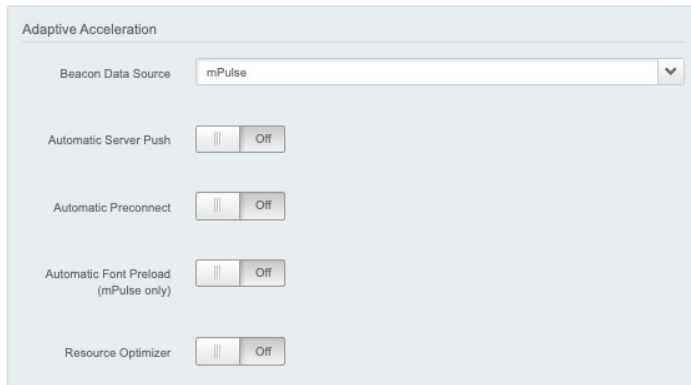 Adaptive Acceleration
Beacon Data Source mPulse
Automatic Server Push Off
Automatic Preconnect Off
Automatic Font Preload Off
(mPulse only)
Resource Optimizer Off